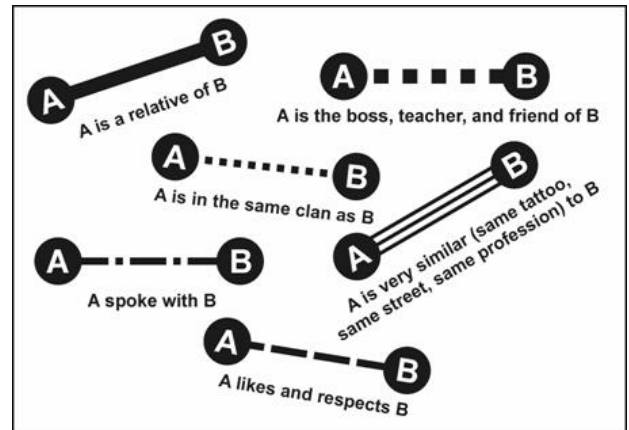 A B
A is a relative of B
A B
A is the boss, teacher, and friend of B
A B
A is in the same clan as B
A B
A is very similar (same tattoo,
same street, same profession) to B
A B
A spoke with B
A B
A likes and respects B